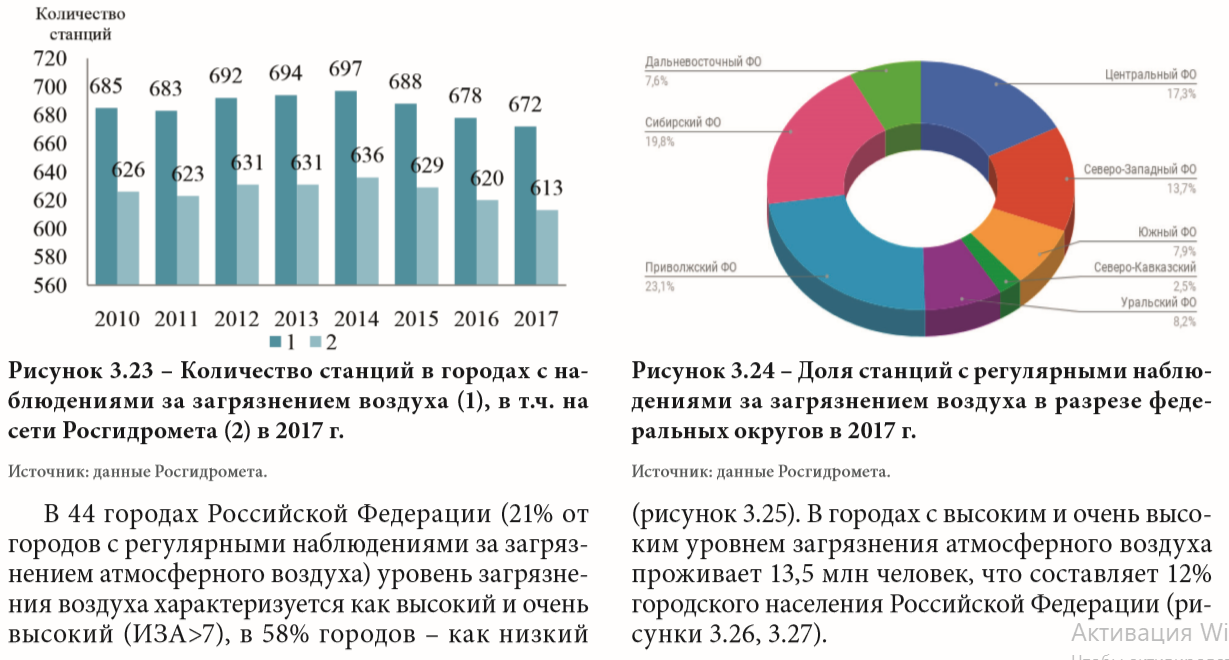 Количество
станций
720
700
680
660
640
620
600
580
560
685
683
692
694
697
688
678
672
626
623
631
631
636
629
620
613
2010 2011 2012 2013 2014 2015 2016 2017
1 2
Рисунок 3.23 – Количество станций в городах с на-
блюдениями за загрязнением воздуха (1), в т.ч. на
сети Росгидромета (2) в 2017 г.
Источник: данные Росгидромета.
В 44 городах Российской Федерации (21% от
городов с регулярными наблюдениями за загряз-
нением атмосферного воздуха) уровень загрязне-
ния воздуха характеризуется как высокий и очень
высокий (ИЗА>7), в 58% городов – как низкий
Дальневосточный ФО
7,6%
Сибирский ФО
19,8%
Приволжский ФО
23,1%
Центральный ФО
17,3%
Северо-Западный ФО
13,7%
Южный ФО
7,9%
Северо-Кавказский
2,5%
Уральский ФО
8,2%
Рисунок 3.24 – Доля станций с регулярными наблю-
дениями за загрязнением воздуха в разрезе феде-
ральных округов в 2017 г.
Источник: данные Росгидромета.
(рисунок 3.25). В городах с высоким и очень высо-
ким уровнем загрязнения атмосферного воздуха
проживает 13,5 млн человек, что составляет 12%
городского населения Российской Федерации (ри-
сунки 3.26, 3.27).
Активация Wi